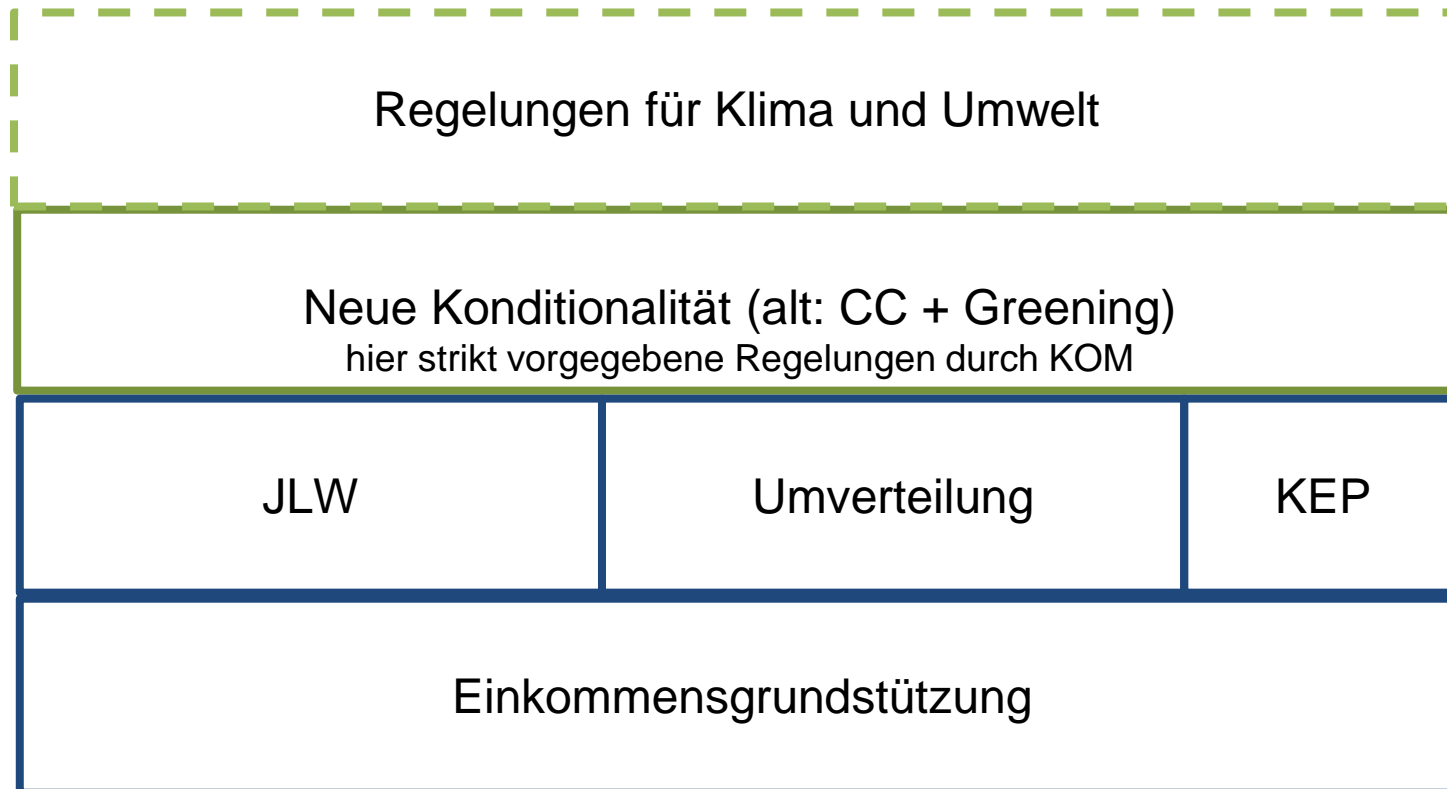 Regelungen für Klima und Umwelt
Neue Konditionalität (alt: CC + Greening)
hier strikt vorgegebene Regelungen durch KOM
JLW
Umverteilung
KEP
Einkommensgrundstützung